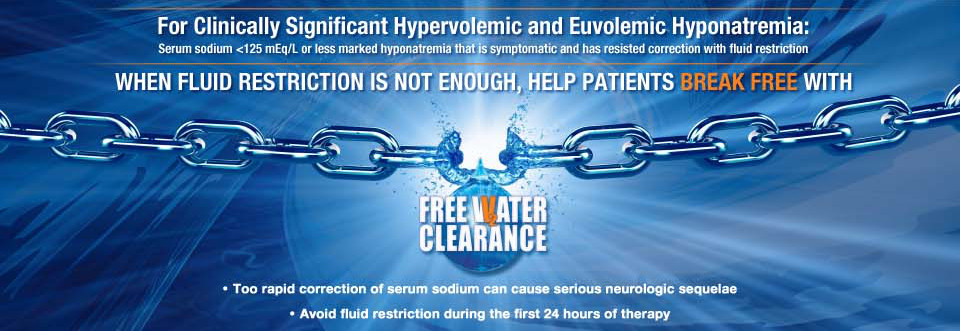 For Clinically Significant Hypervolemic and Euvolemic Hyponatremia:
Serum sodium <125 mEq/L or less marked hyponatremia that is symptomatic and has resisted correction with fluid restriction
WHEN FLUID RESTRICTION IS NOT ENOUGH, HELP PATIENTS BREAK FREE WITH
FREE WATER
CLEARANCE
• Too rapid correction of serum sodium can cause serious neurologic sequelae
• Avoid fluid restriction during the first 24 hours of therapy